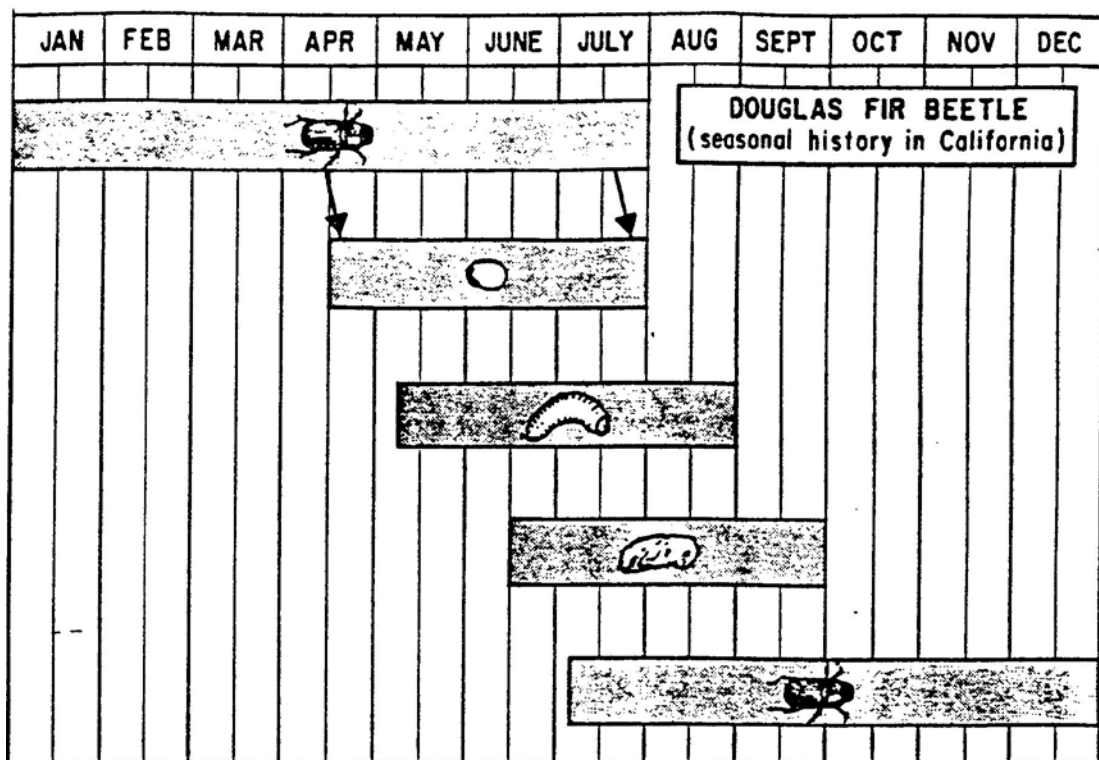 JAN FEB MAR APR MAY JUNE JULY AUG SEPT OCT NOV DEC
DOUGLAS FIR BEETLE
(seasonal history in California)